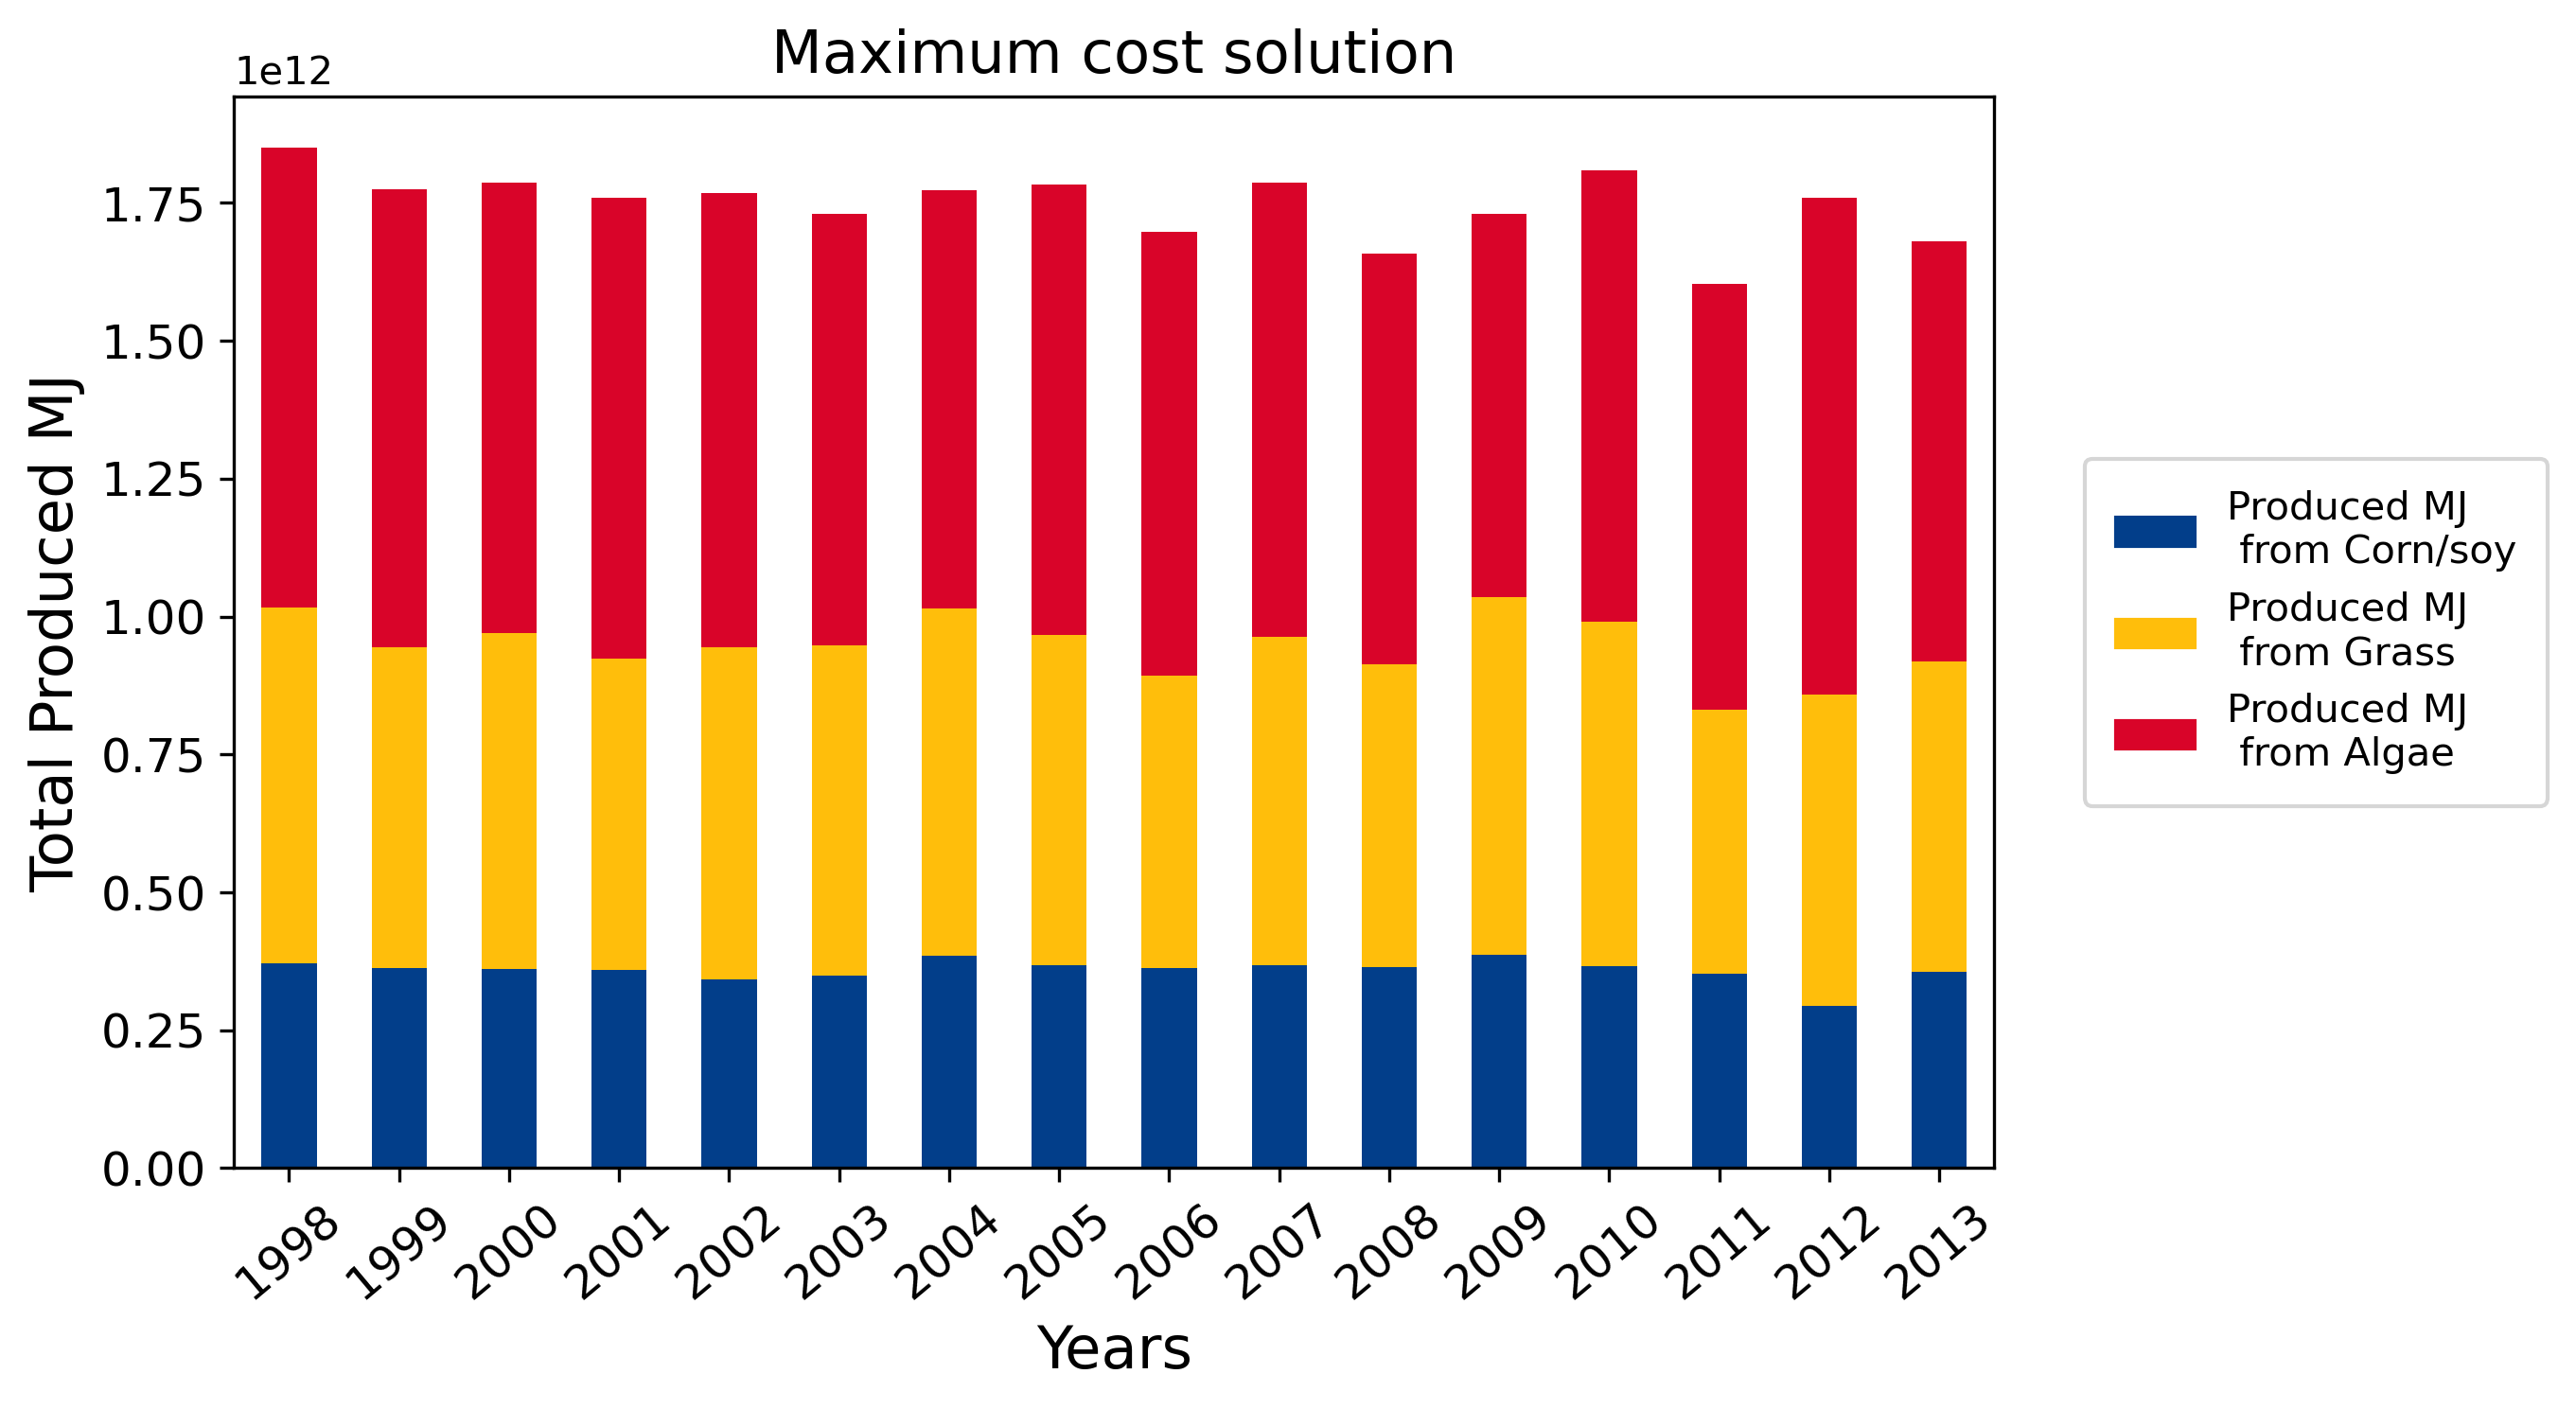 Maximum cost solution
1e12
Total Produced MJ
1.75
1.50
1.25
1.00
0.75
0.50
0.25
0.00
1998
1999
2000
2001
2002
2003
2004
2005
2006
2007
2008
2009
2010
2011
2012
2013
Years
Produced MJ
from Corn/soy
Produced MJ
from Grass
Produced MJ
from Algae